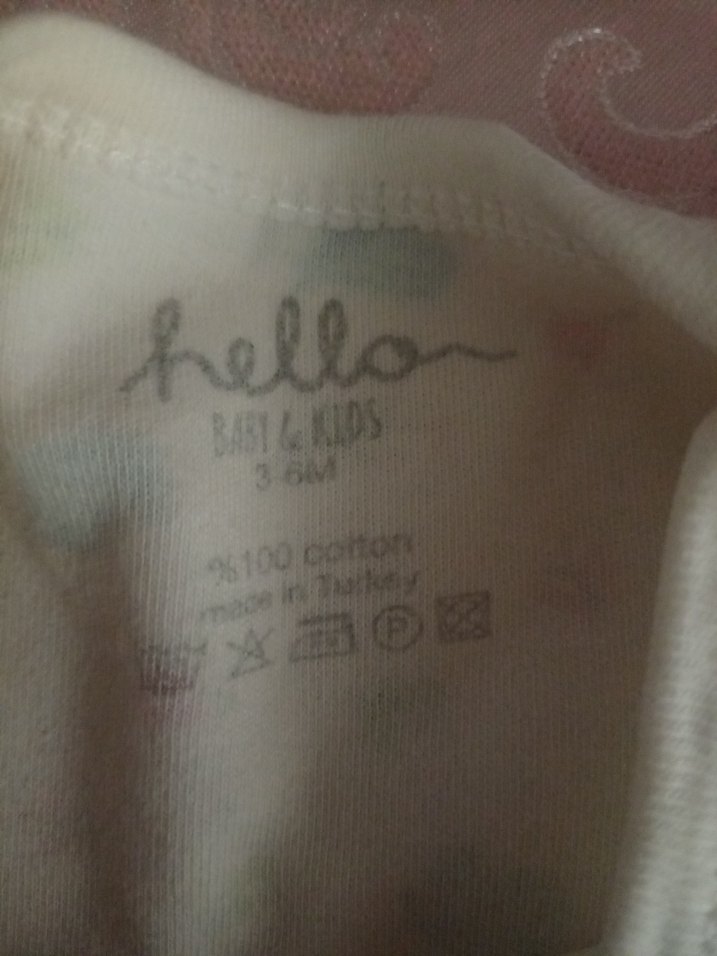 hello
BABY & KIDS
3-6M
%100 cotton
made in Turkey
P